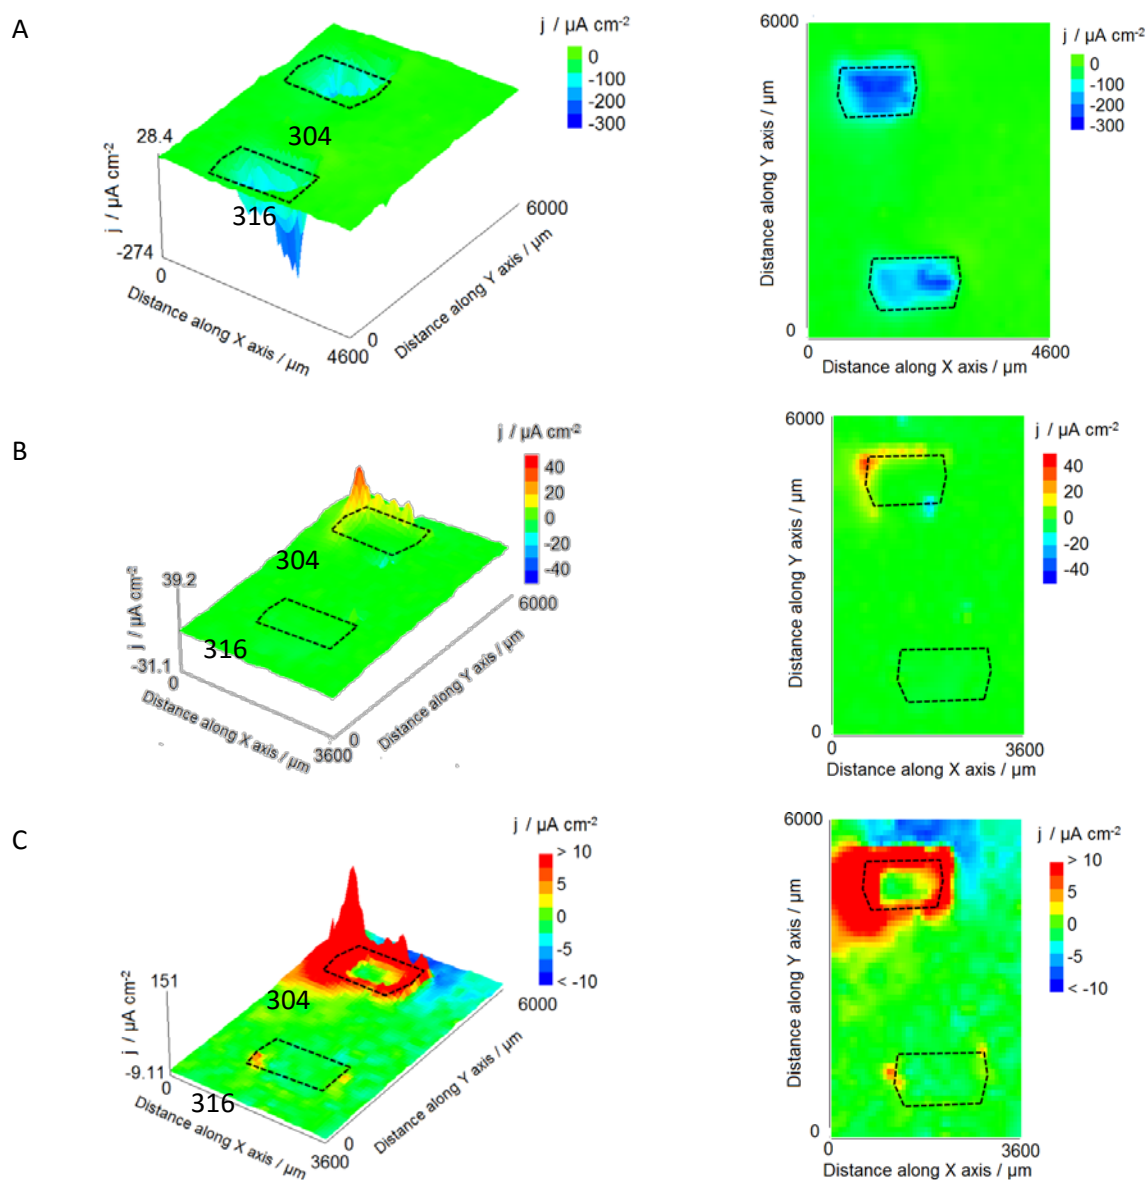 A
j / µA cm-2
0
-100
-200
-300
304
316
28.4
j / µA cm-2
-274
0
Distance along X axis / µm
4600
0
Distance along Y axis / µm
6000
6000
Distance along Y axis / µm
0
0
4600
Distance along X axis / µm
j / µA cm-2
0
-100
-200
-300
B
j / µA cm-2
40
20
0
-20
-40
304
316
39.2
j / µA cm-2
-31.1
0
Distance along X axis / µm
3600
0
Distance along Y axis / µm
6000
6000
Distance along Y axis / µm
0
0
3600
Distance along X axis / µm
j / µA cm-2
40
20
0
-20
-40
C
j / µA cm-2
> 10
5
0
-5
< -10
304
316
151
j / µA cm-2
-9.11
0
Distance along X axis / µm
3600
0
Distance along Y axis / µm
6000
6000
Distance along Y axis / µm
0
0
3600
Distance along X axis / µm
j / µA cm-2
> 10
5
0
-5
< -10